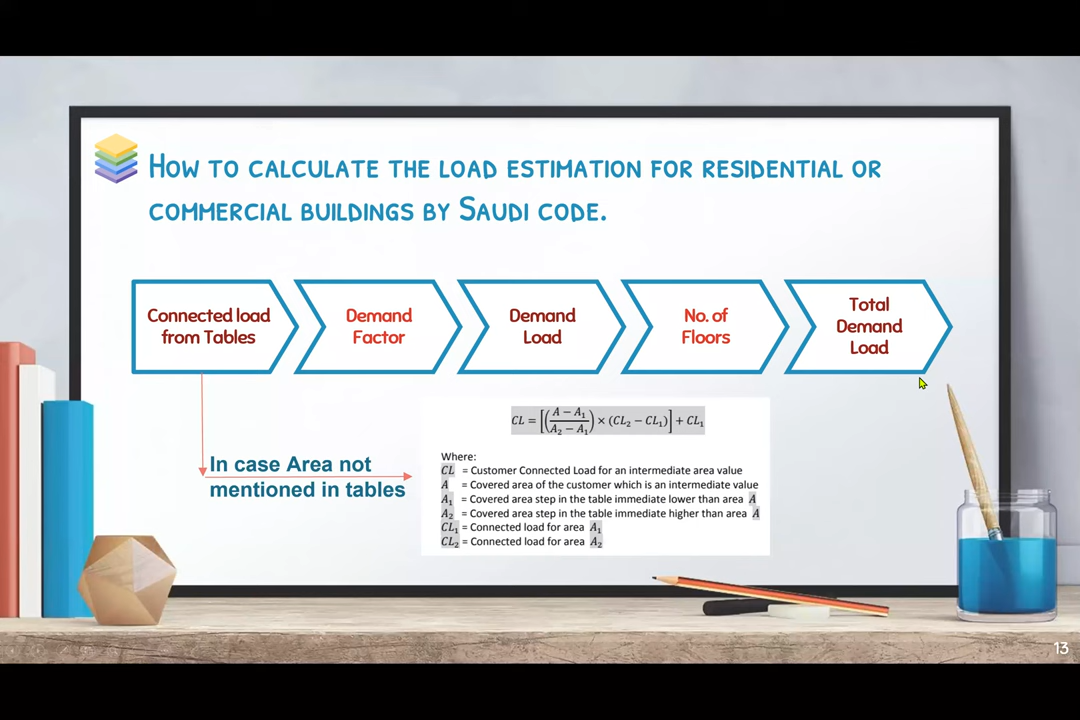 How to calculate the load estimation for residential or
commercial buildings by Saudi code.
Connected load
from Tables
Demand
Factor
Demand
Load
No. of
Floors
Total
Demand
Load
In case Area not
mentioned in tables
CL = [((A − A₁)/(A₂ − A₁)) × (CL₂ − CL₁)] + CL₁
Where:
CL = Customer Connected Load for an intermediate area value
A = Covered area of the customer which is an intermediate value
A₁ = Covered area step in the table immediate lower than area A
A₂ = Covered area step in the table immediate higher than area A
CL₁ = Connected load for area A₁
CL₂ = Connected load for area A₂
13